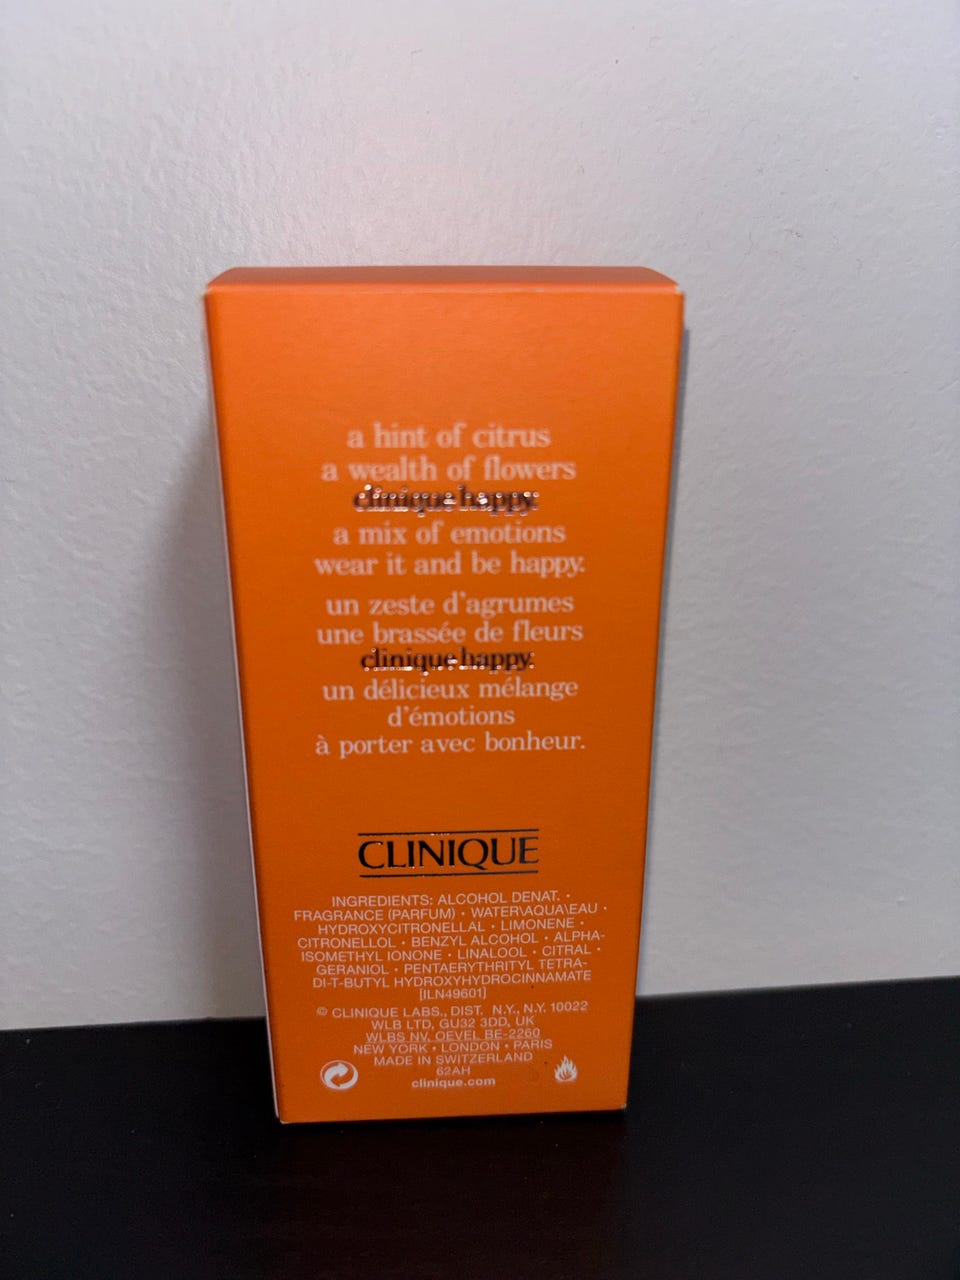 a hint of citrus
a wealth of flowers
clinique happy.
a mix of emotions
wear it and be happy.
un zeste d'agrumes
une brassée de fleurs
clinique happy.
un délicieux mélange
d'émotions
à porter avec bonheur.
CLINIQUE
INGREDIENTS: ALCOHOL DENAT. •
FRAGRANCE (PARFUM) • WATER\AQUA\EAU •
HYDROXYCITRONELLAL • LIMONENE •
CITRONELLOL • BENZYL ALCOHOL • ALPHA-
ISOMETHYL IONONE • LINALOOL • CITRAL •
GERANIOL • PENTAERYTHRITYL TETRA-
DI-T-BUTYL HYDROXYHYDROCINNAMATE
[ILN49601]
© CLINIQUE LABS., DIST. N.Y., N.Y. 10022
WLB LTD, GU32 3DD, UK
WLBS NV, OEVEL BE-2260
NEW YORK • LONDON • PARIS
MADE IN SWITZERLAND
62AH
clinique.com